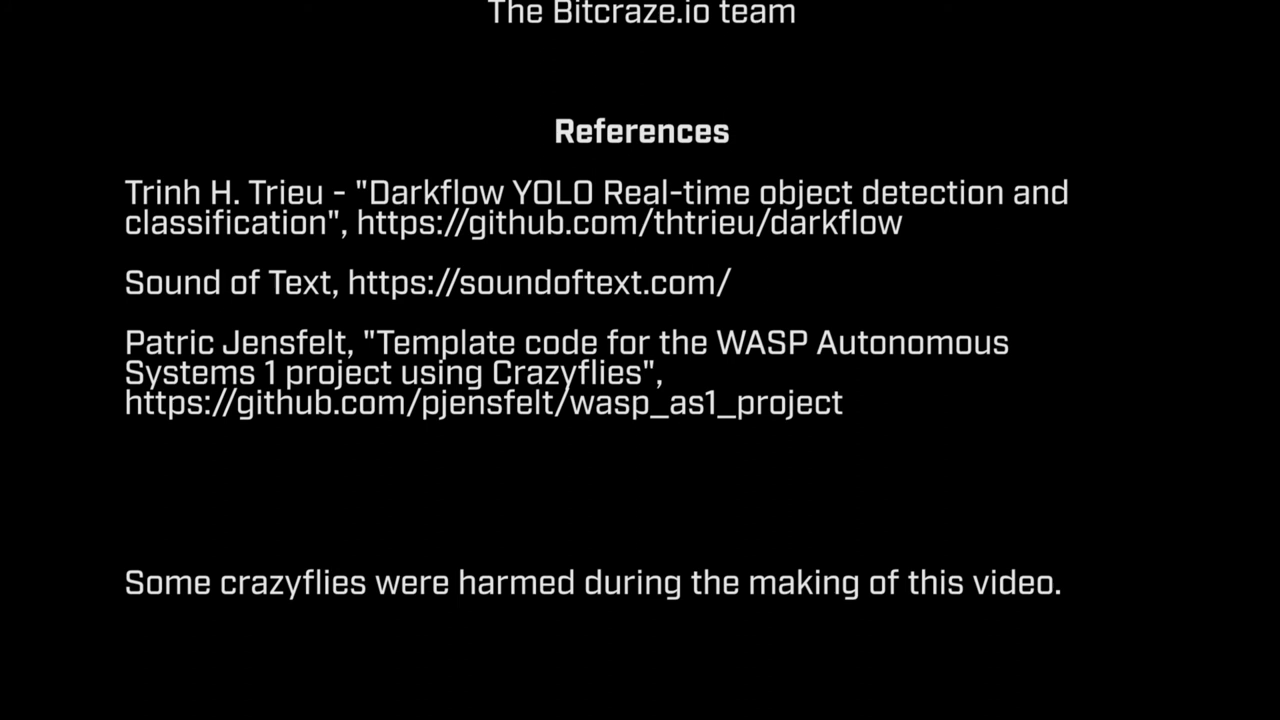 The Bitcraze.io team
References
Trinh H. Trieu - "Darkflow YOLO Real-time object detection and
classification", https://github.com/thtrieu/darkflow
Sound of Text, https://soundoftext.com/
Patric Jensfelt, "Template code for the WASP Autonomous
Systems 1 project using Crazyflies",
https://github.com/pjensfelt/wasp_as1_project
Some crazyflies were harmed during the making of this video.